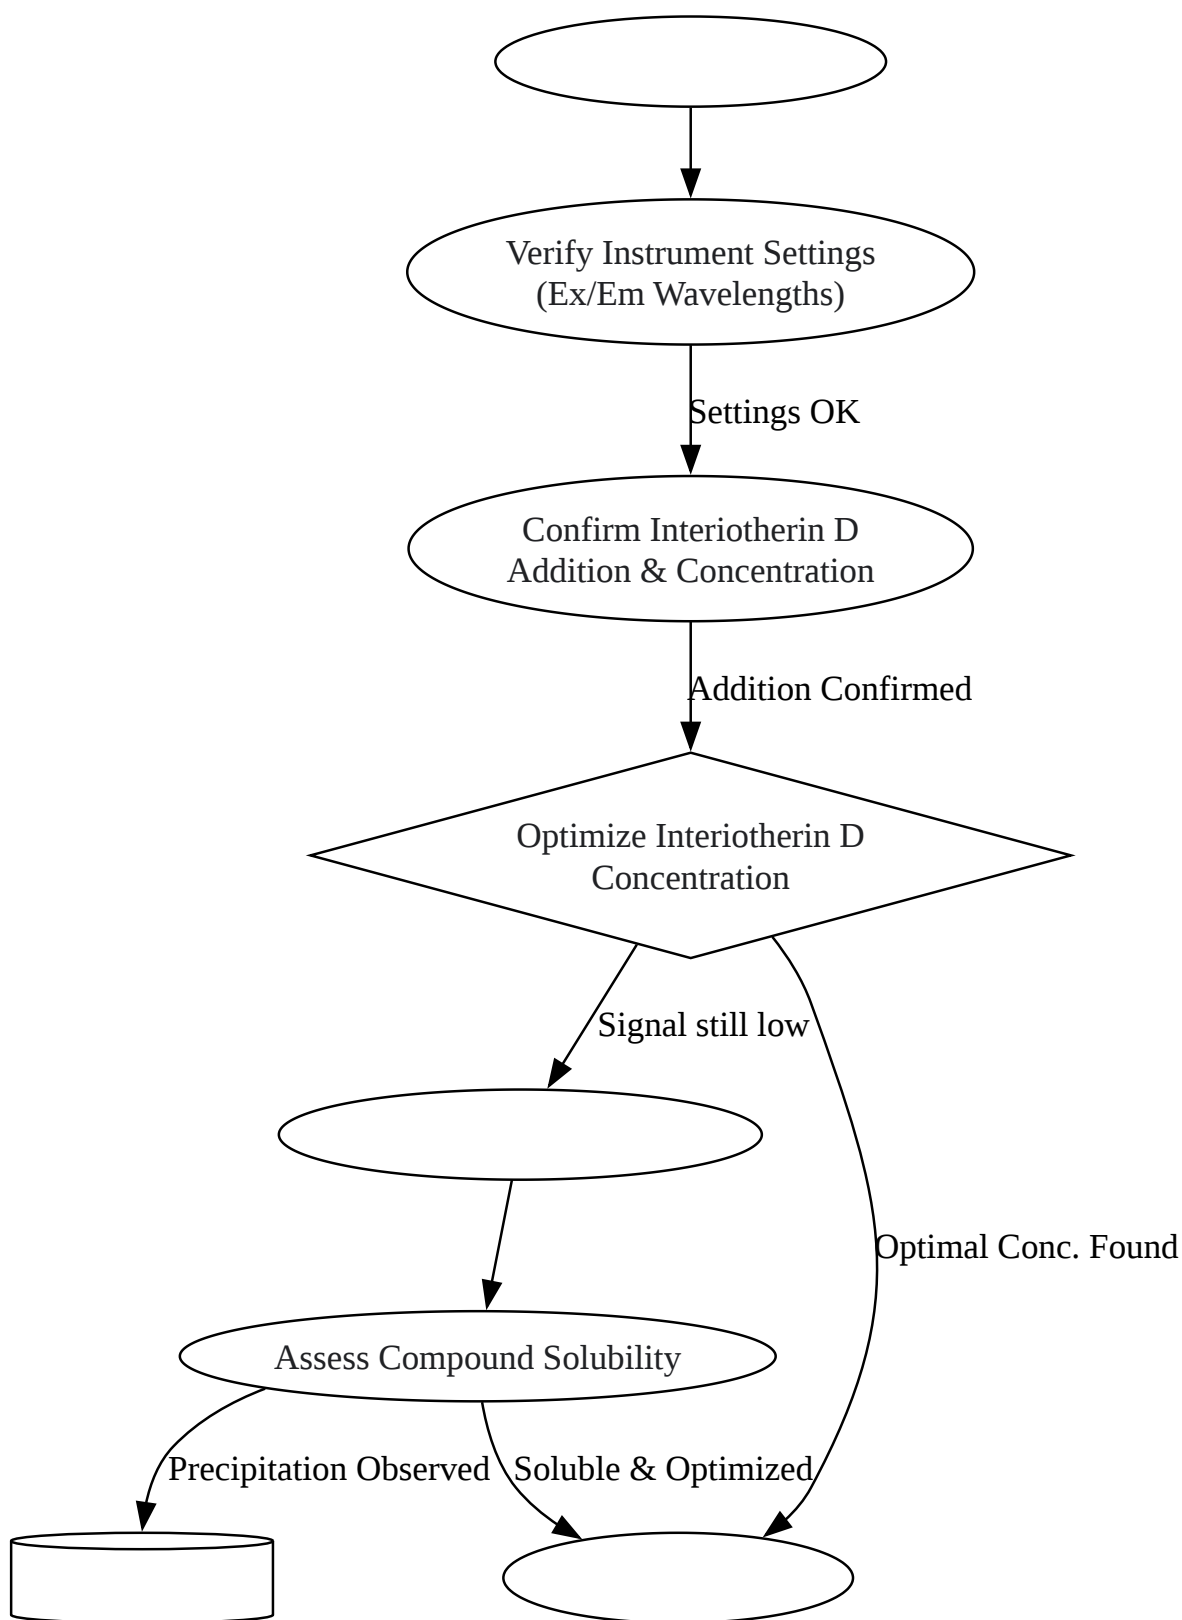 Verify Instrument Settings
(Ex/Em Wavelengths)
Settings OK
Confirm Interiotherin D
Addition & Concentration
Addition Confirmed
Optimize Interiotherin D
Concentration
Signal still low
Optimal Conc. Found
Assess Compound Solubility
Precipitation Observed
Soluble & Optimized